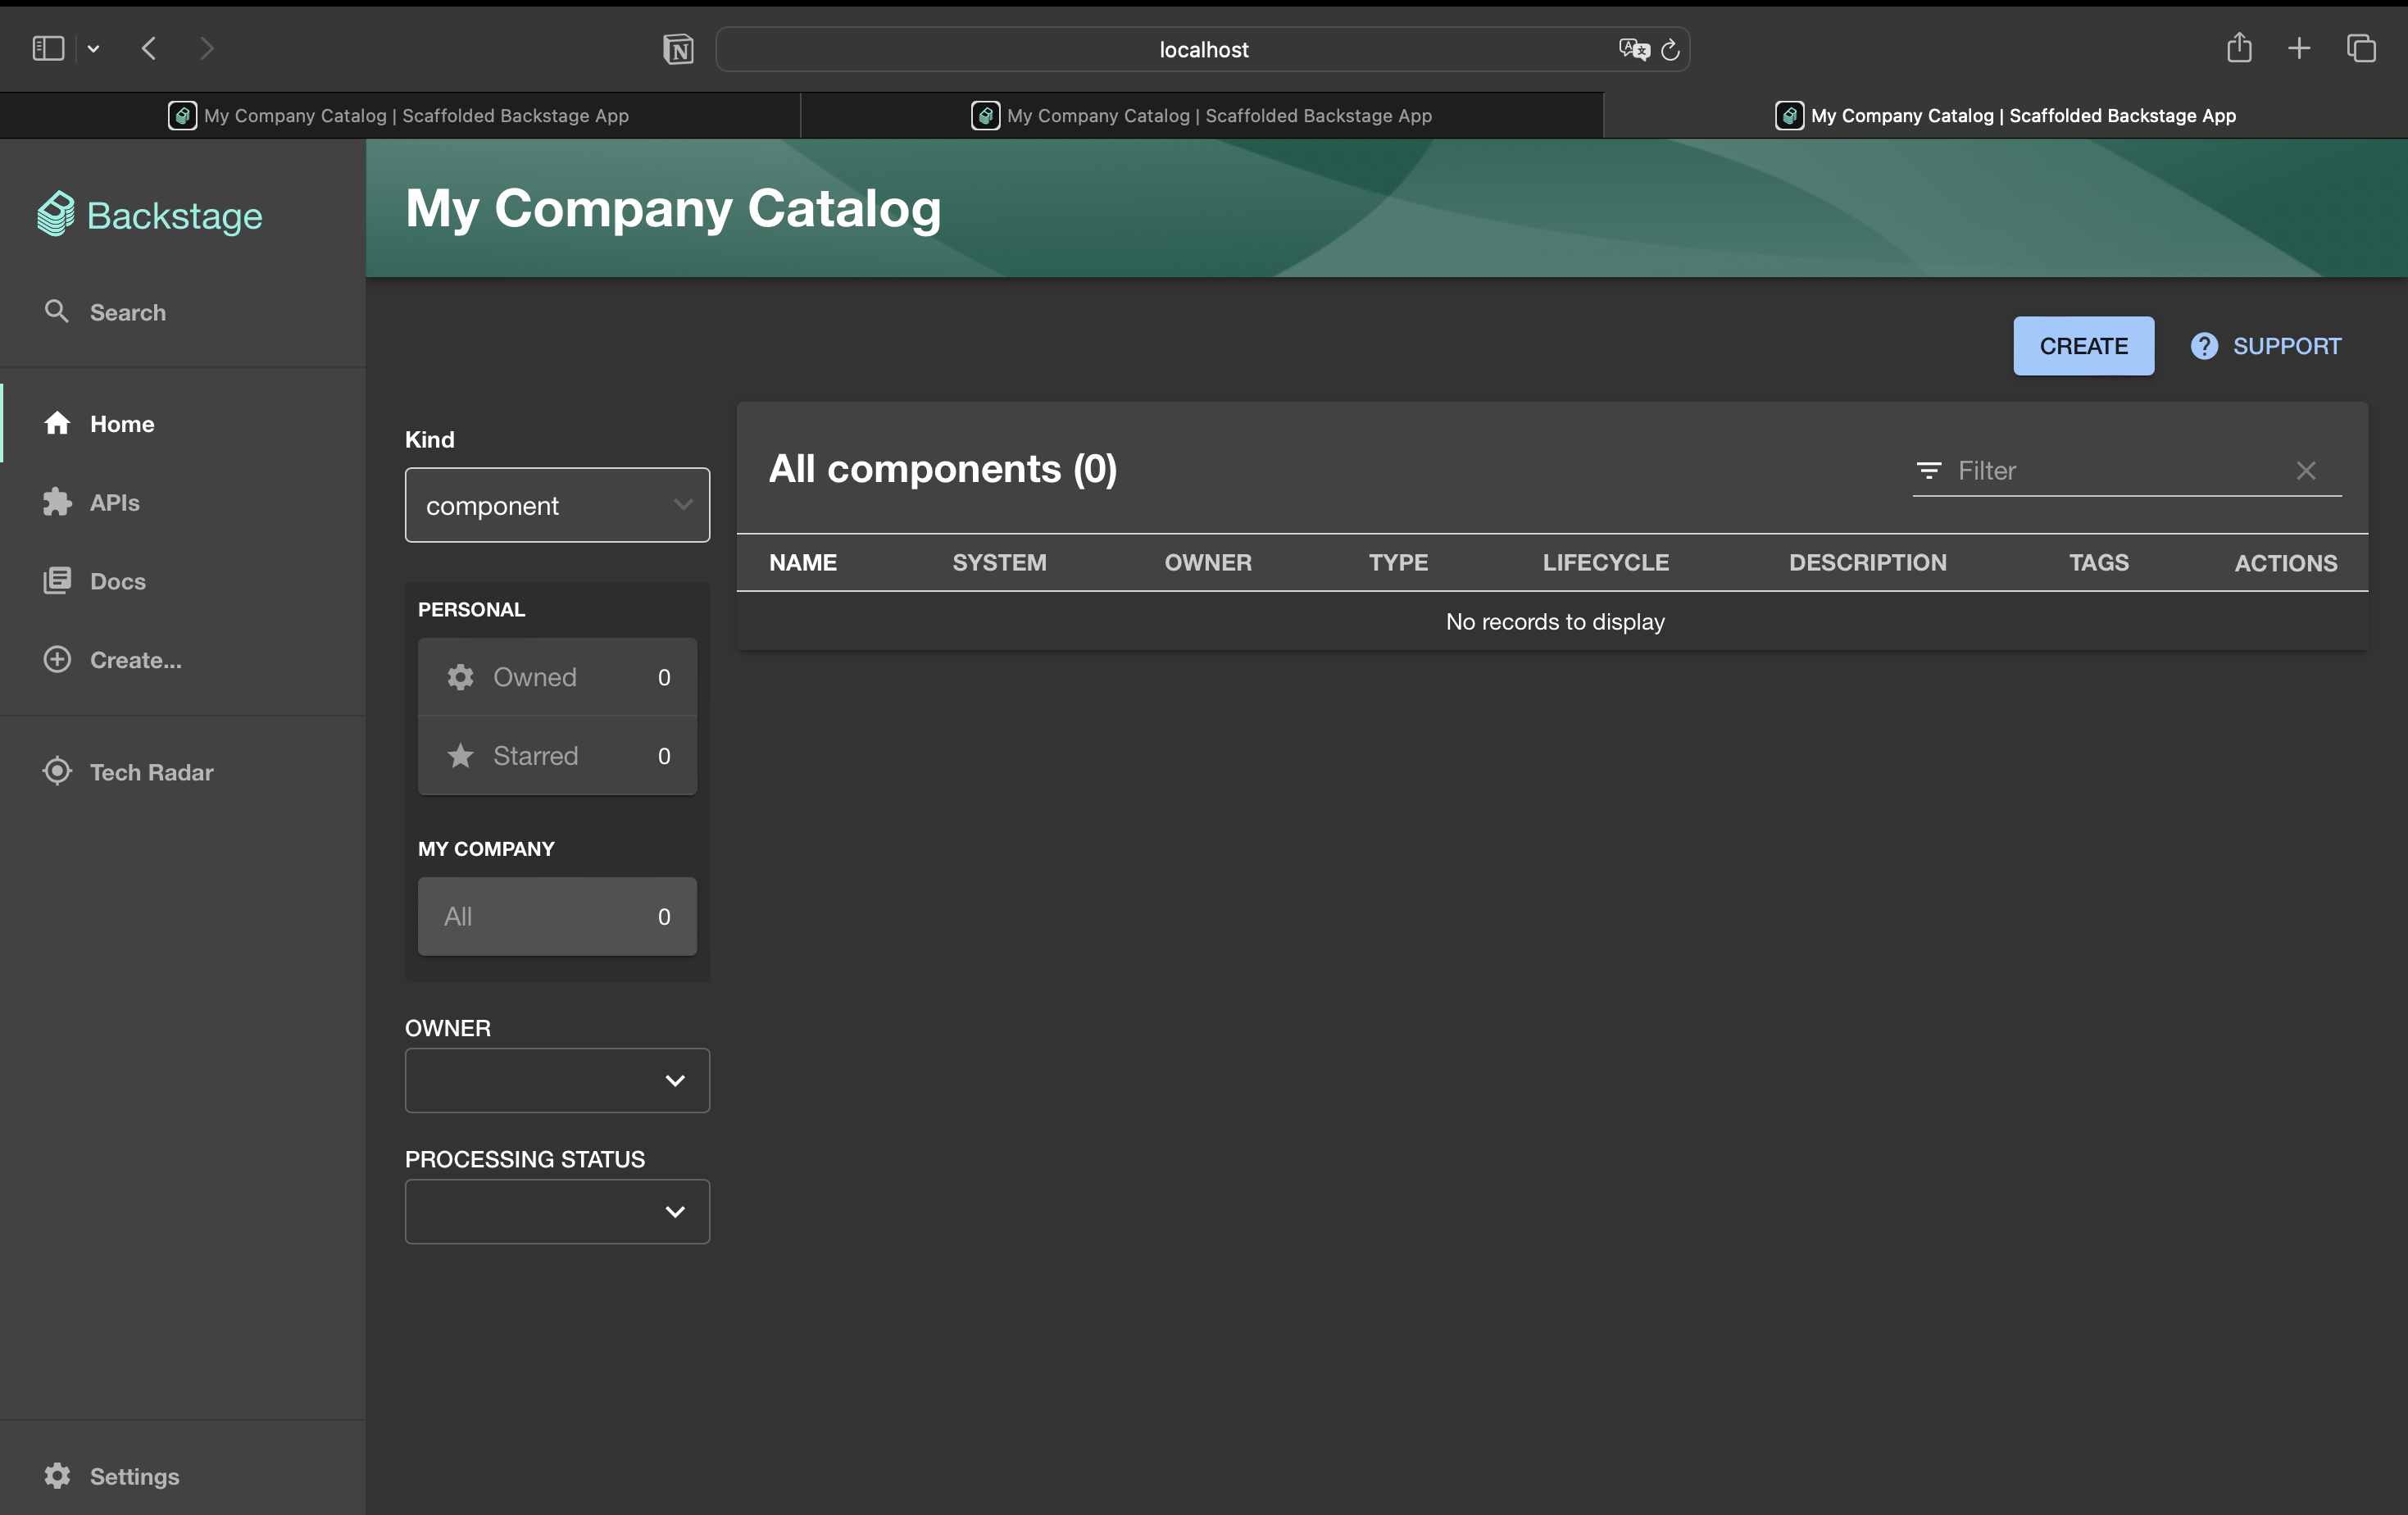 localhost
My Company Catalog | Scaffolded Backstage App
My Company Catalog | Scaffolded Backstage App
My Company Catalog | Scaffolded Backstage App
Backstage
Search
Home
APIs
Docs
Create...
Tech Radar
Settings
My Company Catalog
CREATE
SUPPORT
Kind
component
PERSONAL
Owned 0
Starred 0
MY COMPANY
All 0
OWNER
PROCESSING STATUS
All components (0)
Filter
NAME SYSTEM OWNER TYPE LIFECYCLE DESCRIPTION TAGS ACTIONS
No records to display